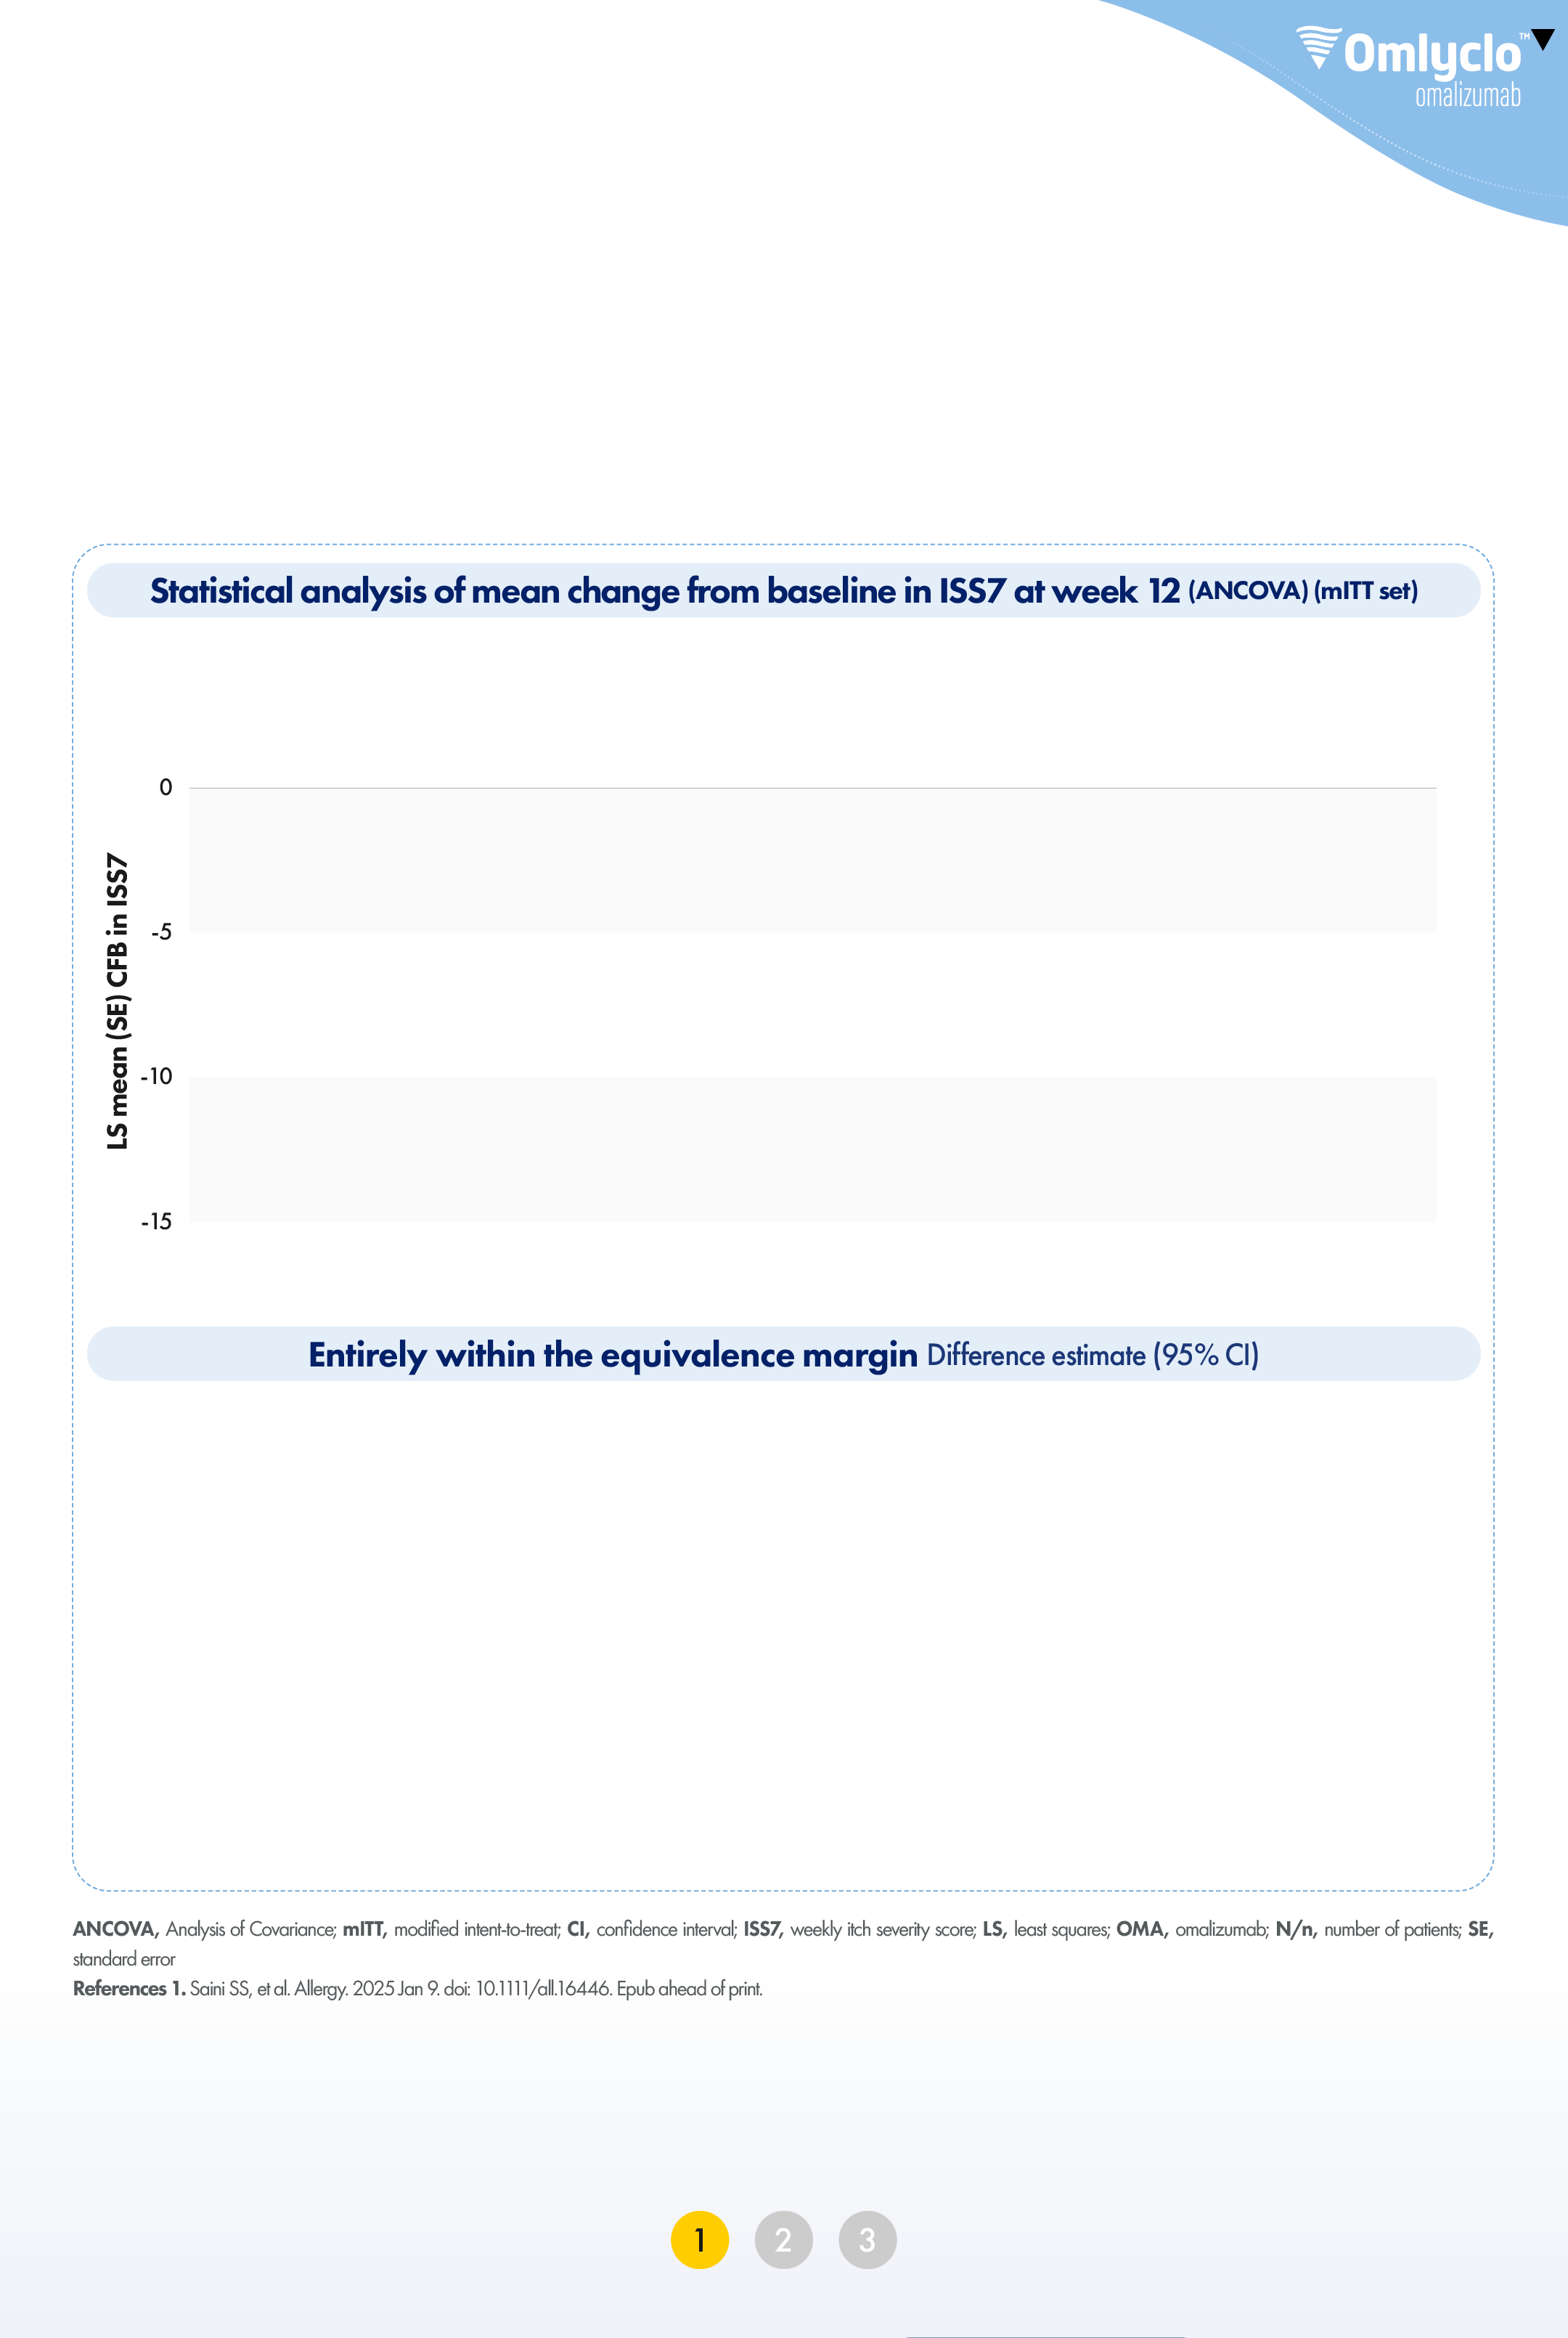 Omlyclo™▼
omalizumab
Statistical analysis of mean change from baseline in ISS7 at week 12 (ANCOVA) (mITT set)
LS mean (SE) CFB in ISS7
0
-5
-10
-15
Entirely within the equivalence margin Difference estimate (95% CI)
ANCOVA, Analysis of Covariance; mITT, modified intent-to-treat; CI, confidence interval; ISS7, weekly itch severity score; LS, least squares; OMA, omalizumab; N/n, number of patients; SE,
standard error
References 1. Saini SS, et al. Allergy. 2025 Jan 9. doi: 10.1111/all.16446. Epub ahead of print.
1 2 3